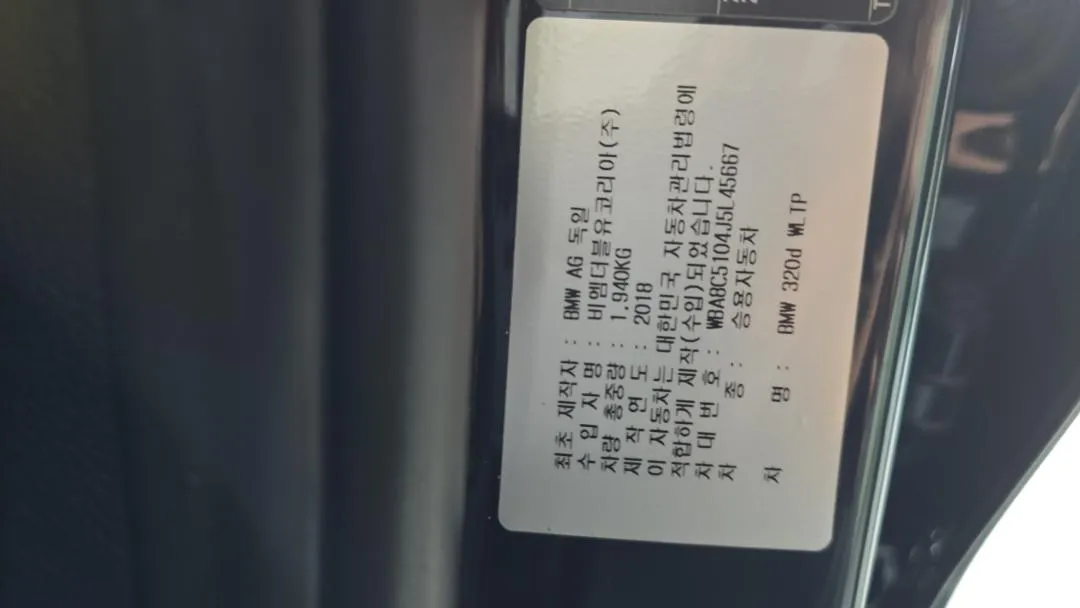 최초 제작자 : BMW AG 독일
수 입 자 명 : 비엠더블유코리아(주)
차량 총중량 : 1,940KG
제 작 연 도 : 2018
이 자동차는 대한민국 자동차관리법령에
적합하게 제작(수입)되었습니다.
차 대 번 호 : WBA8C5104J5L45667
차 종 : 승용자동차
차 명 : BMW 320d WLTP